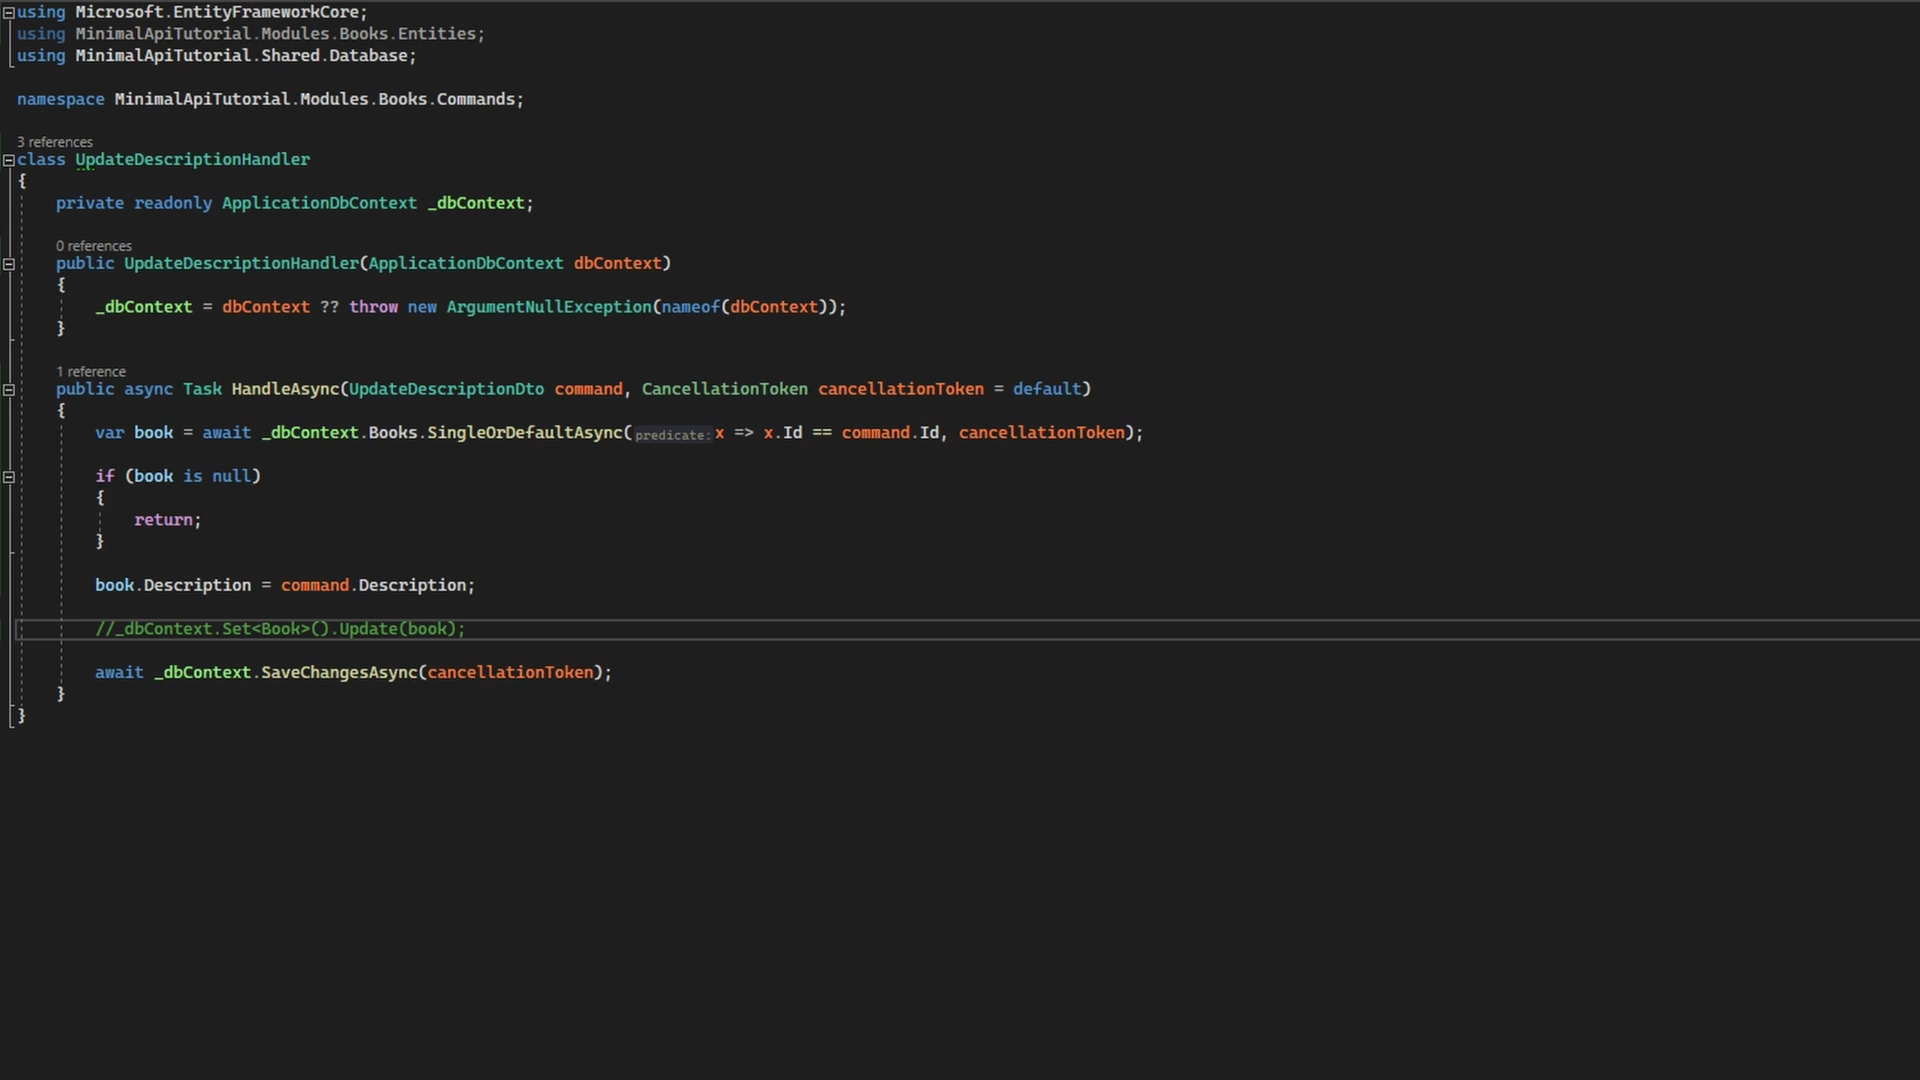 using Microsoft.EntityFrameworkCore;
using MinimalApiTutorial.Modules.Books.Entities;
using MinimalApiTutorial.Shared.Database;
namespace MinimalApiTutorial.Modules.Books.Commands;
3 references
class UpdateDescriptionHandler
{
private readonly ApplicationDbContext _dbContext;
0 references
public UpdateDescriptionHandler(ApplicationDbContext dbContext)
{
_dbContext = dbContext ?? throw new ArgumentNullException(nameof(dbContext));
}
1 reference
public async Task HandleAsync(UpdateDescriptionDto command, CancellationToken cancellationToken = default)
{
var book = await _dbContext.Books.SingleOrDefaultAsync(predicate: x => x.Id == command.Id, cancellationToken);
if (book is null)
{
return;
}
book.Description = command.Description;
//_dbContext.Set<Book>().Update(book);
await _dbContext.SaveChangesAsync(cancellationToken);
}
}